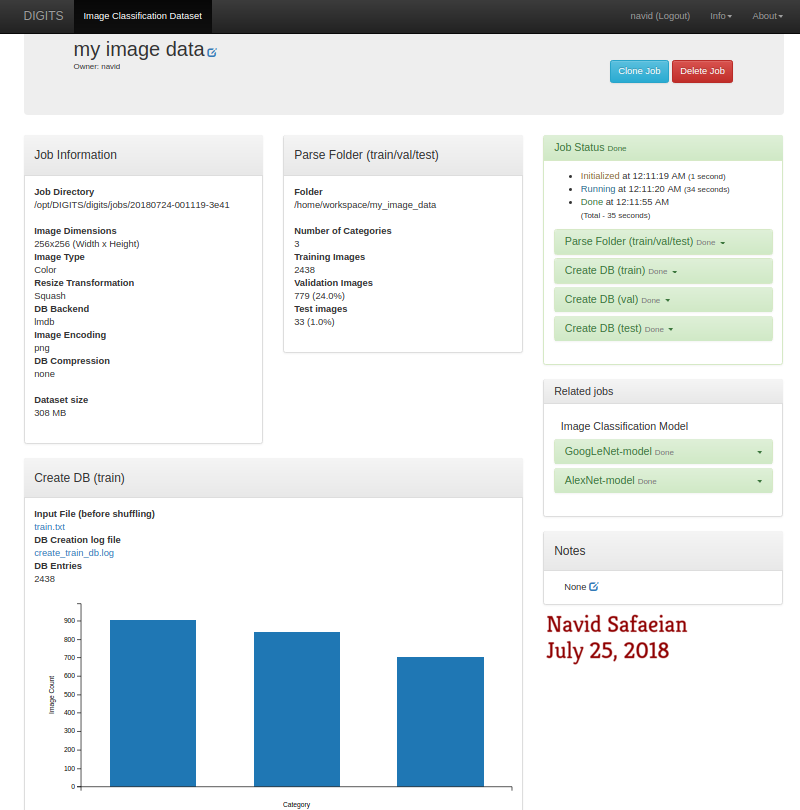 DIGITS Image Classification Dataset navid (Logout) Info About
my image data
Owner: navid
Clone Job Delete Job
Job Information
Job Directory
/opt/DIGITS/digits/jobs/20180724-001119-3e41
Image Dimensions
256x256 (Width x Height)
Image Type
Color
Resize Transformation
Squash
DB Backend
lmdb
Image Encoding
png
DB Compression
none
Dataset size
308 MB
Parse Folder (train/val/test)
Folder
/home/workspace/my_image_data
Number of Categories
3
Training Images
2438
Validation Images
779 (24.0%)
Test images
33 (1.0%)
Job Status Done
Initialized at 12:11:19 AM (1 second)
Running at 12:11:20 AM (34 seconds)
Done at 12:11:55 AM
(Total - 35 seconds)
Parse Folder (train/val/test) Done
Create DB (train) Done
Create DB (val) Done
Create DB (test) Done
Related jobs
Image Classification Model
GoogLeNet-model Done
AlexNet-model Done
Notes
None
Navid Safaeian
July 25, 2018
Create DB (train)
Input File (before shuffling)
train.txt
DB Creation log file
create_train_db.log
DB Entries
2438
Image Count
900
800
700
600
500
400
300
200
100
0
Category